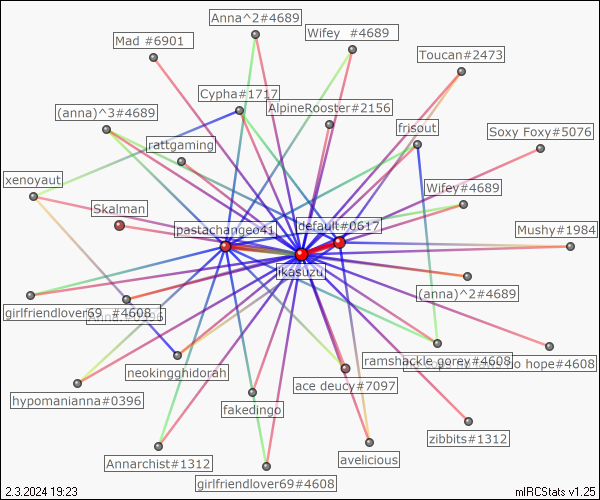 Anna^2#4689
Wifey  #4689
Mad #6901
Toucan#2473
Cypha#1717
AlpineRooster#2156
(anna)^3#4689
frisout
Soxy Foxy#5076
rattgaming
xenoyaut
Wifey#4689
Skalman
pastachangeo41
default#0617
Mushy#1984
ikasuzu
(anna)^2#4689
girlfriendlover69  #4608
ramshackle gorey#4608
no hope#4608
neokingghidorah
ace deucy#7097
hypomanianna#0396
fakedingo
zibbits#1312
Annarchist#1312
avelicious
girlfriendlover69#4608
2.3.2024 19:23
mIRCStats v1.25